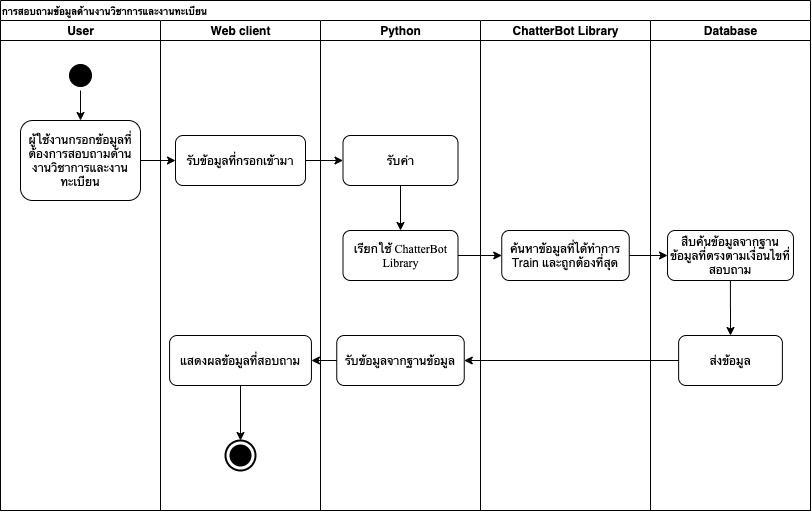 การสอบถามข้อมูลด้านงานวิชาการและงานทะเบียน
User
Web client
Python
ChatterBot Library
Database
ผู้ใช้งานกรอกข้อมูลที่
ต้องการสอบถามด้าน
งานวิชาการและงาน
ทะเบียน
รับข้อมูลที่กรอกเข้ามา
รับค่า
เรียกใช้ ChatterBot
Library
ค้นหาข้อมูลที่ได้ทำการ
Train และถูกต้องที่สุด
สืบค้นข้อมูลจากฐาน
ข้อมูลที่ตรงตามเงื่อนไขที่
สอบถาม
แสดงผลข้อมูลที่สอบถาม
รับข้อมูลจากฐานข้อมูล
ส่งข้อมูล